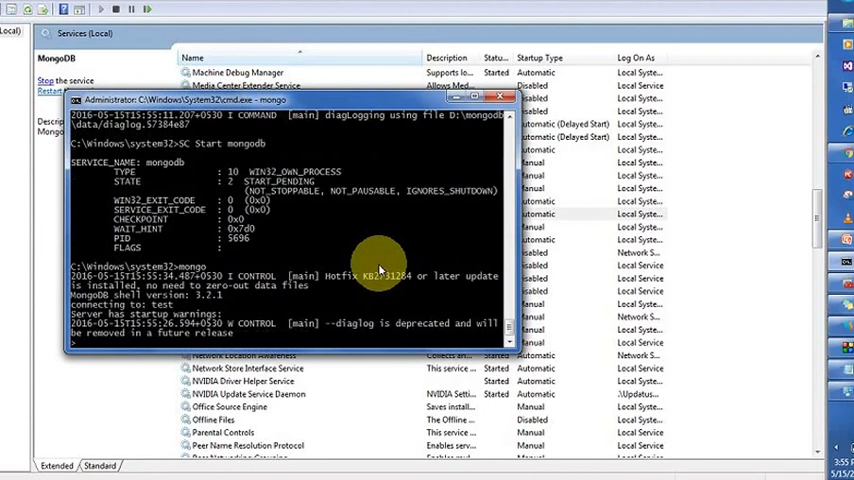 (Local)
Services (Local)
MongoDB
Name
Description
Statu...
Startup Type
Log On As
Stop the service
Restart
Machine Debug Manager
Supports lo...
Started
Automatic
Local Syste...
Media Center Extender Service
Allows Med...
Disabled
Local Service
Administrator: C:\Windows\System32\cmd.exe - mongo
2016-05-15T15:55:11.207+0530 I COMMAND  [main] diagLogging using file D:\mongodb
\data/diaglog.57384e87
C:\Windows\system32>SC Start mongodb
SERVICE_NAME: mongodb
TYPE : 10 WIN32_OWN_PROCESS
STATE : 2 START_PENDING
(NOT_STOPPABLE, NOT_PAUSABLE, IGNORES_SHUTDOWN)
WIN32_EXIT_CODE : 0 (0x0)
SERVICE_EXIT_CODE : 0 (0x0)
CHECKPOINT : 0x0
WAIT_HINT : 0x7d0
PID : 5696
FLAGS :
C:\Windows\system32>mongo
2016-05-15T15:55:34.487+0530 I CONTROL  [main] Hotfix KB2731284 or later update
is installed, no need to zero-out data files
MongoDB shell version: 3.2.1
connecting to: test
Server has startup warnings:
2016-05-15T15:55:26.594+0530 W CONTROL  [main] --diaglog is deprecated and will
be removed in a future release
>
Network Store Interface Service
This service ...
Started
Automatic
Local Service
NVIDIA Driver Helper Service
Started
Automatic
Local Syste...
NVIDIA Update Service Daemon
NVIDIA Setti...
Started
Automatic
.\Updatus...
Office Source Engine
Saves install...
Manual
Local Syste...
Offline Files
The Offline ...
Disabled
Local Syste...
Parental Controls
This service ...
Manual
Local Service
Peer Name Resolution Protocol
Enables serv...
Manual
Local Service
Extended
Standard
3:55 P
5/15/2